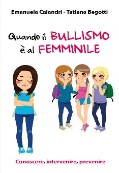 Emanuela Calandri - Tatiana Begotti
Quando il BULLISMO
è al FEMMINILE
Conoscere, intervenire, prevenire